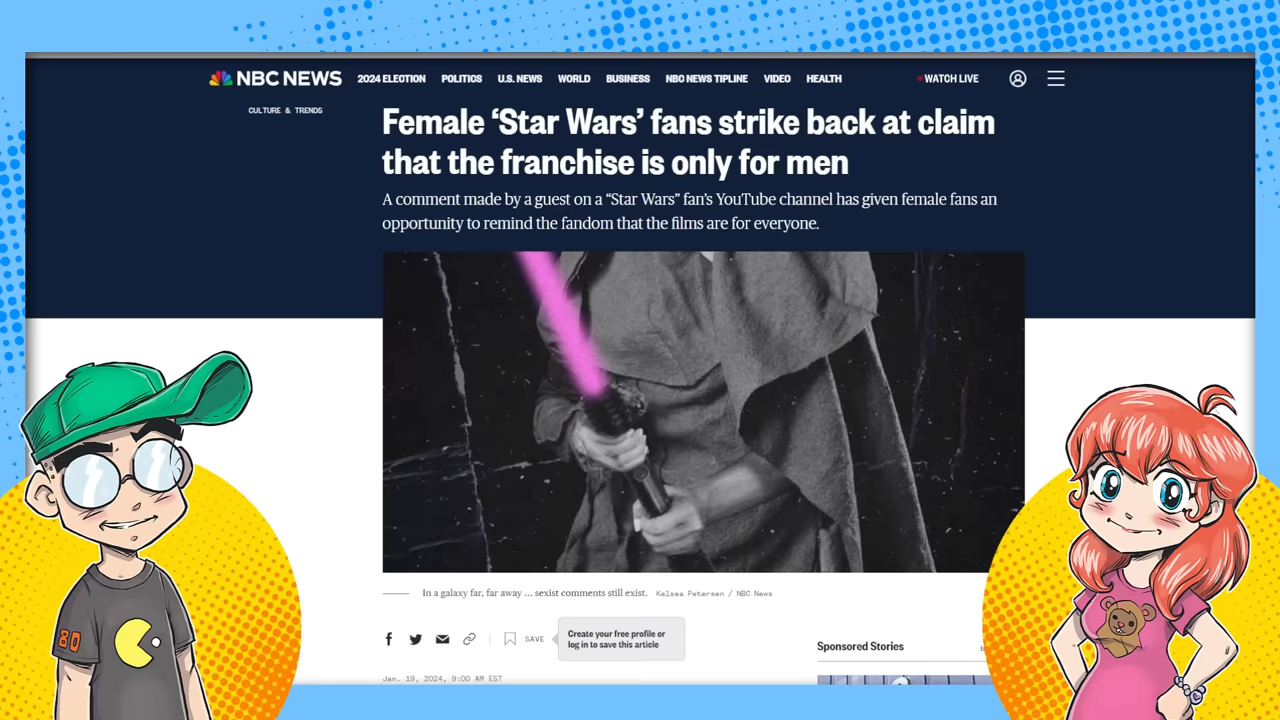 NBC NEWS
2024 ELECTION POLITICS U.S. NEWS WORLD BUSINESS NBC NEWS TIPLINE VIDEO HEALTH
WATCH LIVE
CULTURE & TRENDS
Female ‘Star Wars’ fans strike back at claim
that the franchise is only for men
A comment made by a guest on a “Star Wars” fan’s YouTube channel has given female fans an
opportunity to remind the fandom that the films are for everyone.
In a galaxy far, far away ... sexist comments still exist. Kelsea Petersen / NBC News
SAVE
Create your free profile or
log in to save this article
Sponsored Stories
Jan. 19, 2024, 9:00 AM EST
80